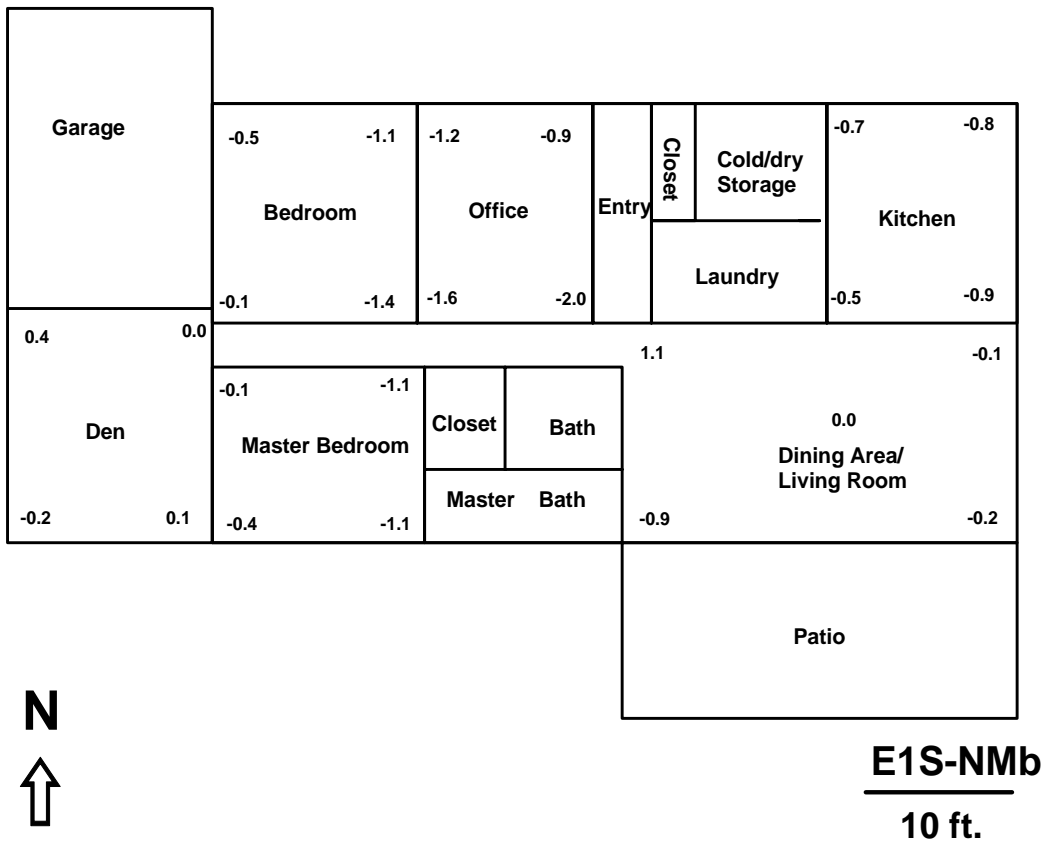 Garage
-0.5
-1.1
-1.2
-0.9
Closet
Cold/dry
Storage
-0.7
-0.8
Bedroom
Office
Entry
Kitchen
Laundry
-0.1
-1.4
-1.6
-2.0
-0.5
-0.9
0.4
0.0
1.1
-0.1
-0.1
-1.1
Den
Master Bedroom
Closet
Bath
0.0
Dining Area/
Living Room
Master Bath
-0.2
0.1
-0.4
-1.1
-0.9
-0.2
Patio
N
E1S-NMb
10 ft.